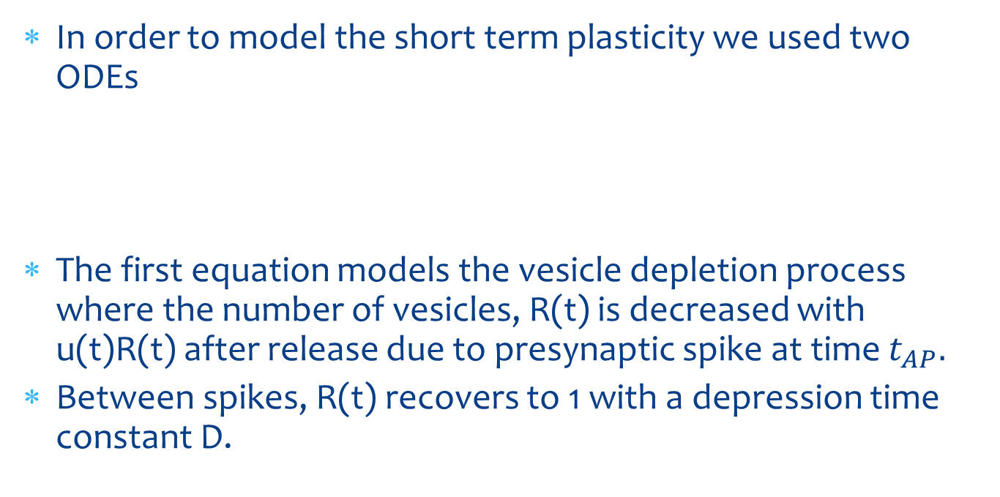 * In order to model the short term plasticity we used two
ODEs
* The first equation models the vesicle depletion process
where the number of vesicles, R(t) is decreased with
u(t)R(t) after release due to presynaptic spike at time t_AP.
* Between spikes, R(t) recovers to 1 with a depression time
constant D.